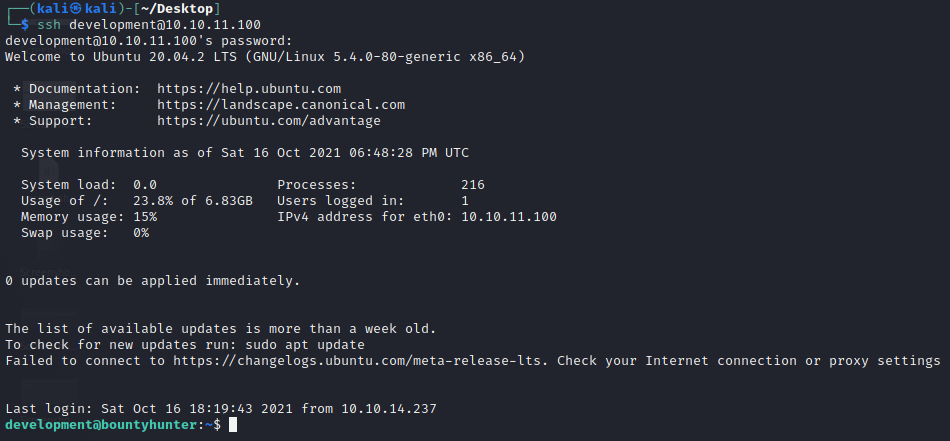 ┌──(kali㉿kali)-[~/Desktop]
└─$ ssh development@10.10.11.100
development@10.10.11.100's password:
Welcome to Ubuntu 20.04.2 LTS (GNU/Linux 5.4.0-80-generic x86_64)
* Documentation:  https://help.ubuntu.com
* Management:     https://landscape.canonical.com
* Support:        https://ubuntu.com/advantage
System information as of Sat 16 Oct 2021 06:48:28 PM UTC
System load:  0.0                Processes:             216
Usage of /:   23.8% of 6.83GB   Users logged in:       1
Memory usage: 15%                IPv4 address for eth0: 10.10.11.100
Swap usage:   0%
0 updates can be applied immediately.
The list of available updates is more than a week old.
To check for new updates run: sudo apt update
Failed to connect to https://changelogs.ubuntu.com/meta-release-lts. Check your Internet connection or proxy settings
Last login: Sat Oct 16 18:19:43 2021 from 10.10.14.237
development@bountyhunter:~$